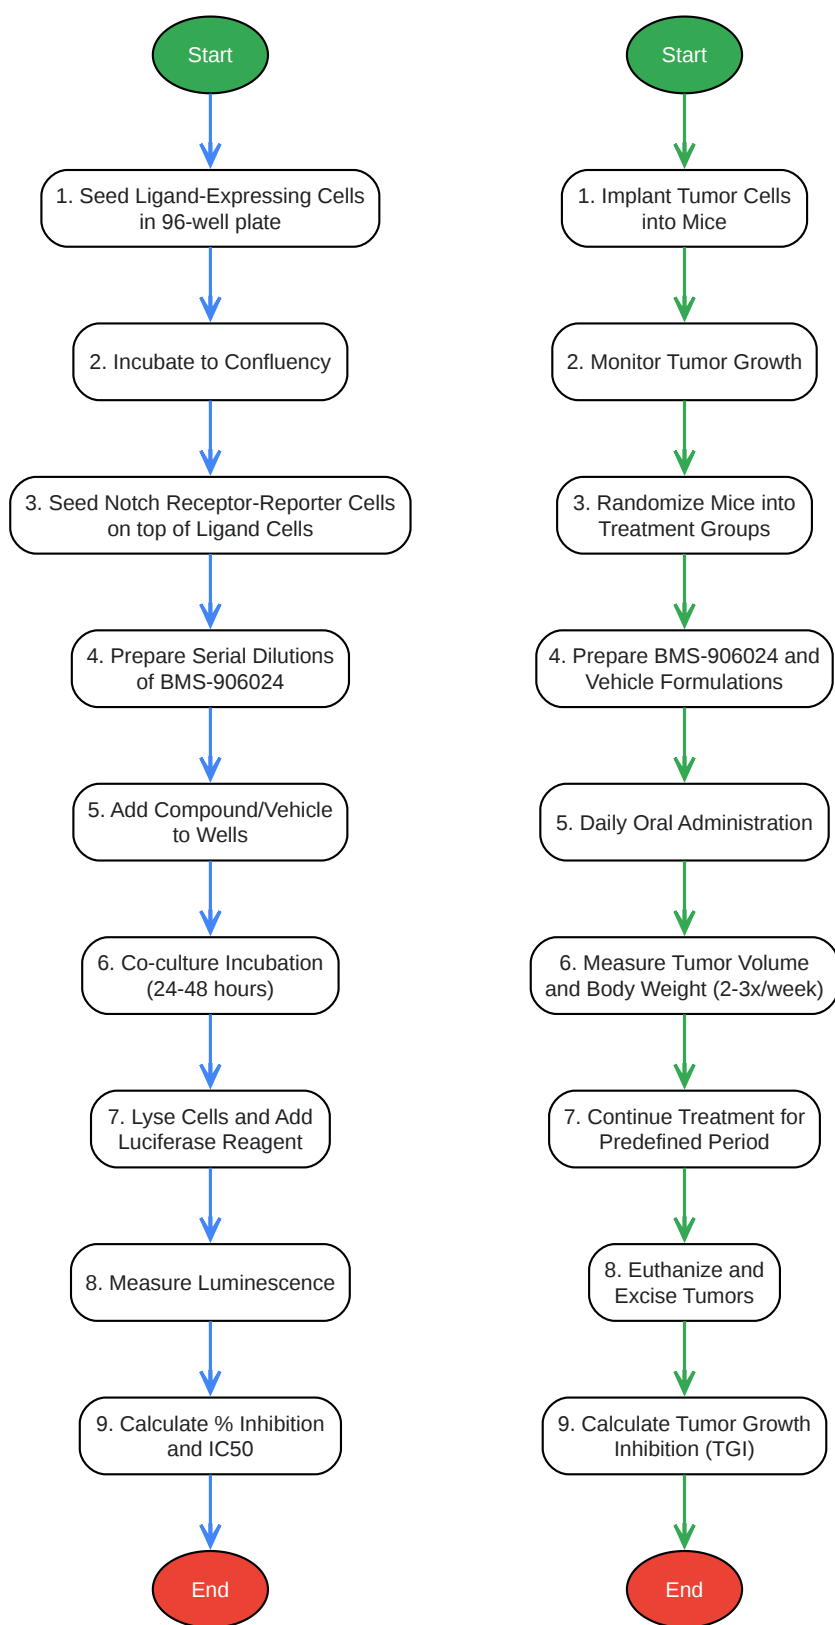 Start
1. Seed Ligand-Expressing Cells
in 96-well plate
2. Incubate to Confluency
3. Seed Notch Receptor-Reporter Cells
on top of Ligand Cells
4. Prepare Serial Dilutions
of BMS-906024
5. Add Compound/Vehicle
to Wells
6. Co-culture Incubation
(24-48 hours)
7. Lyse Cells and Add
Luciferase Reagent
8. Measure Luminescence
9. Calculate % Inhibition
and IC50
End
Start
1. Implant Tumor Cells
into Mice
2. Monitor Tumor Growth
3. Randomize Mice into
Treatment Groups
4. Prepare BMS-906024 and
Vehicle Formulations
5. Daily Oral Administration
6. Measure Tumor Volume
and Body Weight (2-3x/week)
7. Continue Treatment for
Predefined Period
8. Euthanize and
Excise Tumors
9. Calculate Tumor Growth
Inhibition (TGI)
End